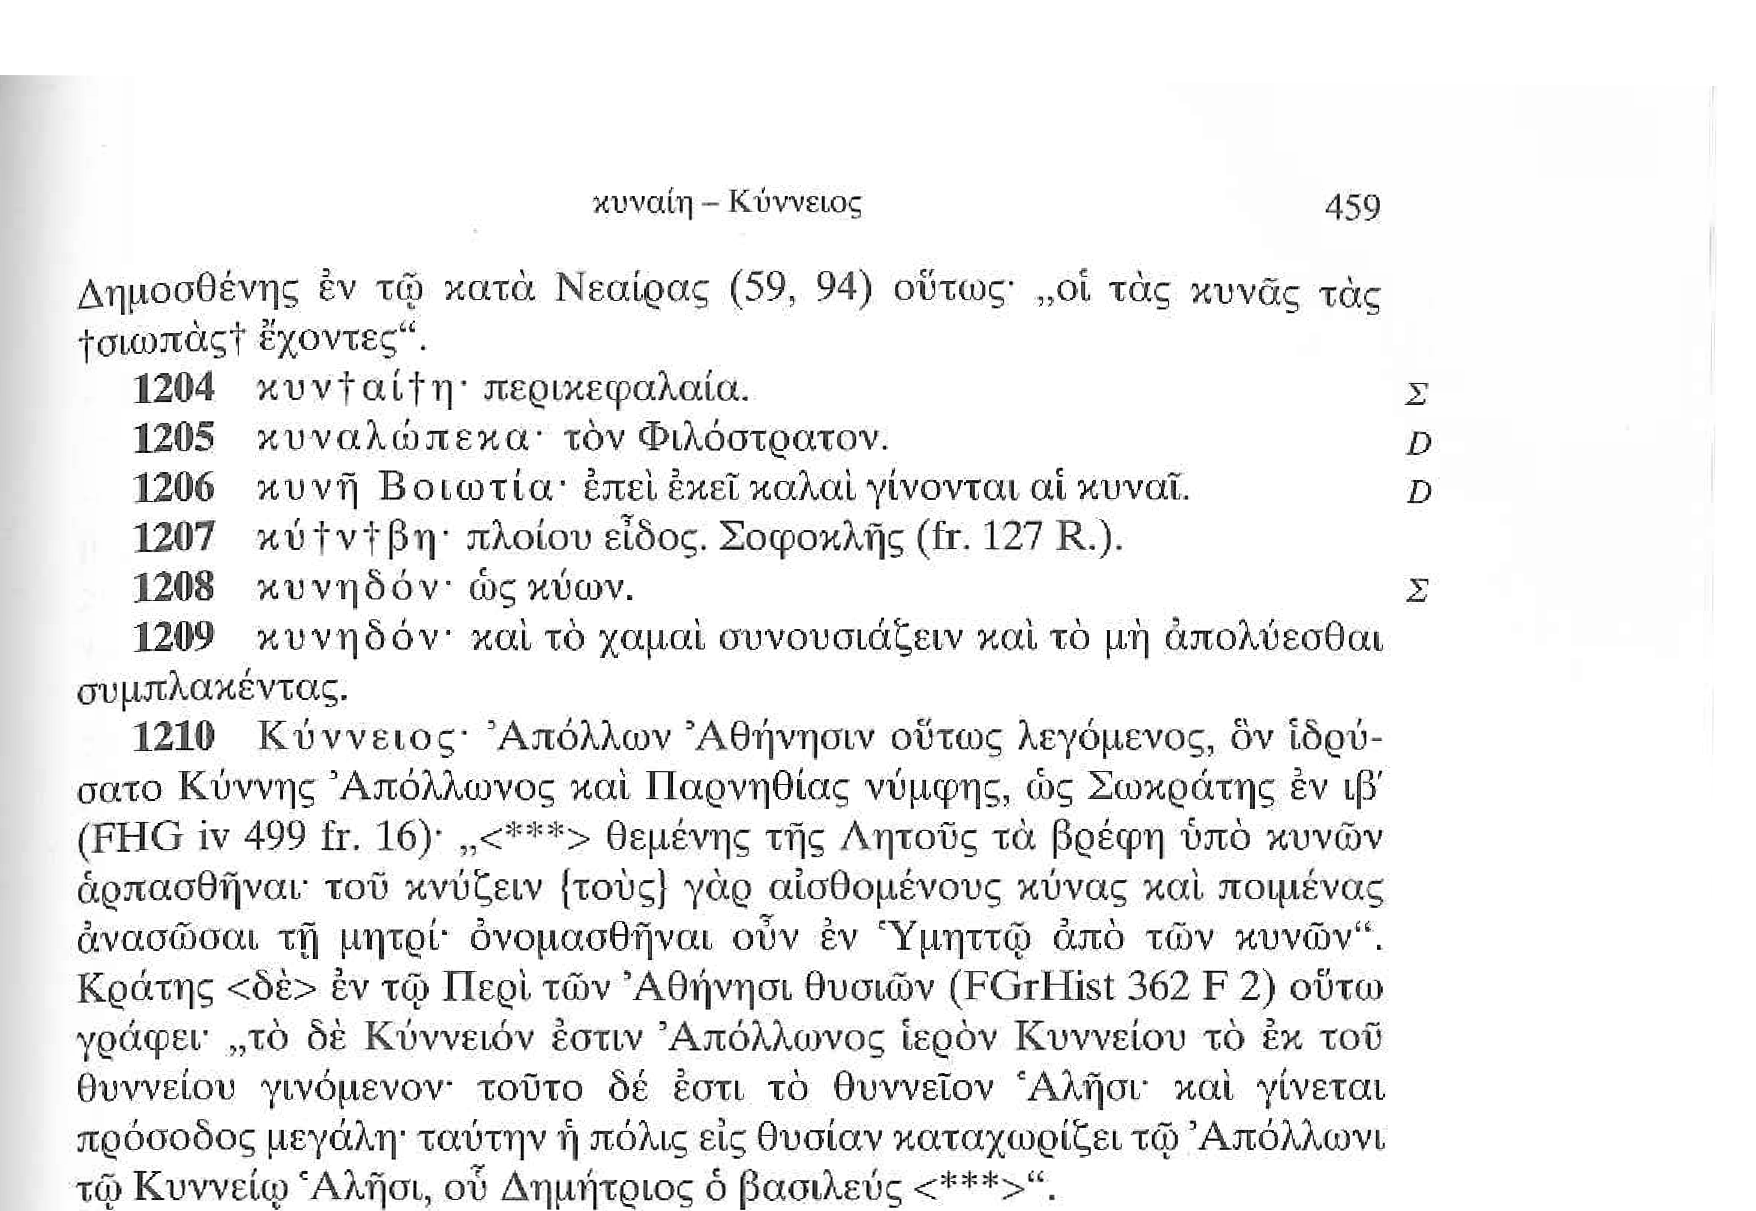 κυναίη – Κύννειος 459
Δημοσθένης ἐν τῷ κατὰ Νεαίρας (59, 94) οὕτως· „οἱ τὰς κυνᾶς τὰς
†σιωπὰς† ἔχοντες“.
1204 κυν†αί†η· περικεφαλαία. Σ
1205 κυναλώπεκα· τὸν Φιλόστρατον. D
1206 κυνῆ Βοιωτία· ἐπεὶ ἐκεῖ καλαὶ γίνονται αἱ κυναῖ. D
1207 κύ†ν†βη· πλοίου εἶδος. Σοφοκλῆς (fr. 127 R.).
1208 κυνηδόν· ὡς κύων. Σ
1209 κυνηδόν· καὶ τὸ χαμαὶ συνουσιάζειν καὶ τὸ μὴ ἀπολύεσθαι
συμπλακέντας.
1210 Κύννειος· Ἀπόλλων Ἀθήνησιν οὕτως λεγόμενος, ὃν ἱδρύ-
σατο Κύννης Ἀπόλλωνος καὶ Παρνηθίας νύμφης, ὡς Σωκράτης ἐν ιβ′
(FHG iv 499 fr. 16)· „<***> θεμένης τῆς Λητοῦς τὰ βρέφη ὑπὸ κυνῶν
ἁρπασθῆναι· τοῦ κνύζειν {τοὺς} γὰρ αἰσθομένους κύνας καὶ ποιμένας
ἀνασῶσαι τῇ μητρί· ὀνομασθῆναι οὖν ἐν Ὑμηττῷ ἀπὸ τῶν κυνῶν“.
Κράτης <δὲ> ἐν τῷ Περὶ τῶν Ἀθήνησι θυσιῶν (FGrHist 362 F 2) οὕτω
γράφει· „τὸ δὲ Κύννειόν ἐστιν Ἀπόλλωνος ἱερὸν Κυννείου τὸ ἐκ τοῦ
θυννείου γινόμενον· τοῦτο δέ ἐστι τὸ θυννεῖον Ἁλῆσι· καὶ γίνεται
πρόσοδος μεγάλη· ταύτην ἡ πόλις εἰς θυσίαν καταχωρίζει τῷ Ἀπόλλωνι
τῷ Κυννείῳ Ἁλῆσι, οὗ Δημήτριος ὁ βασιλεύς <***>“.